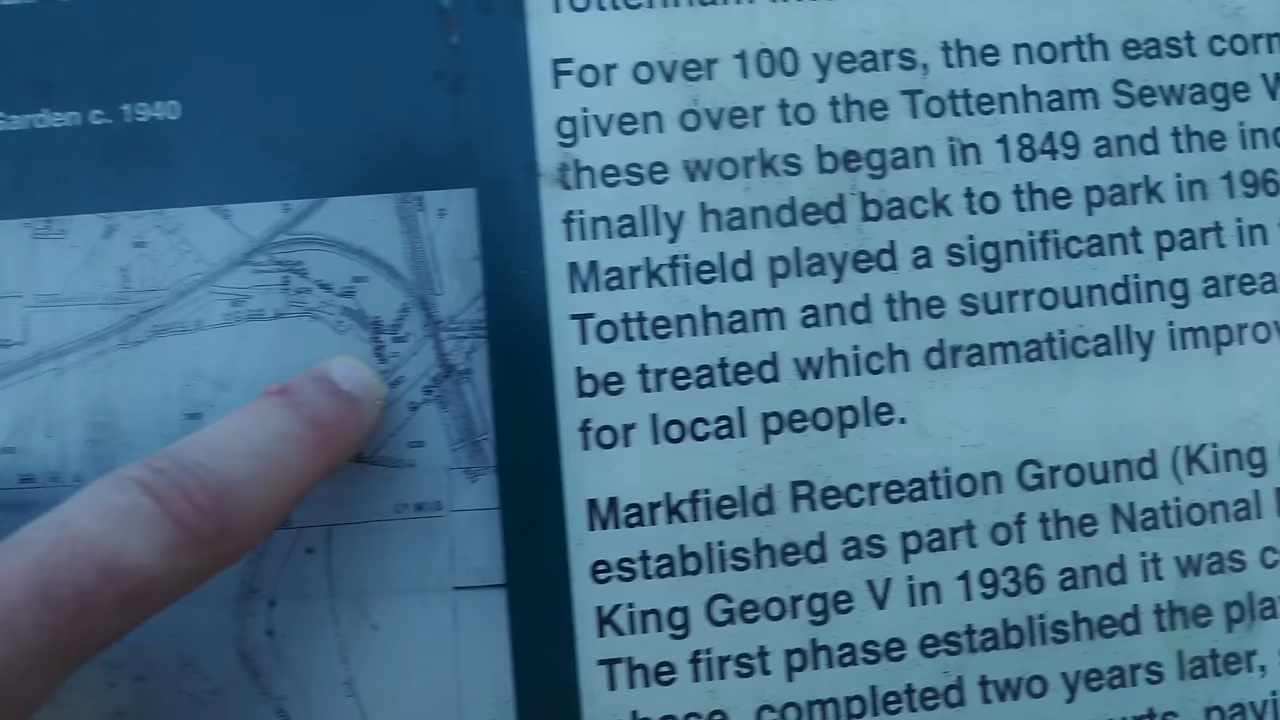 Garden c. 1940
Tottenham
For over 100 years, the north east corn
given over to the Tottenham Sewage W
these works began in 1849 and the inc
finally handed back to the park in 196
Markfield played a significant part in
Tottenham and the surrounding area
be treated which dramatically improv
for local people.
Markfield Recreation Ground (King
established as part of the National
King George V in 1936 and it was c
The first phase established the pla
completed two years later,